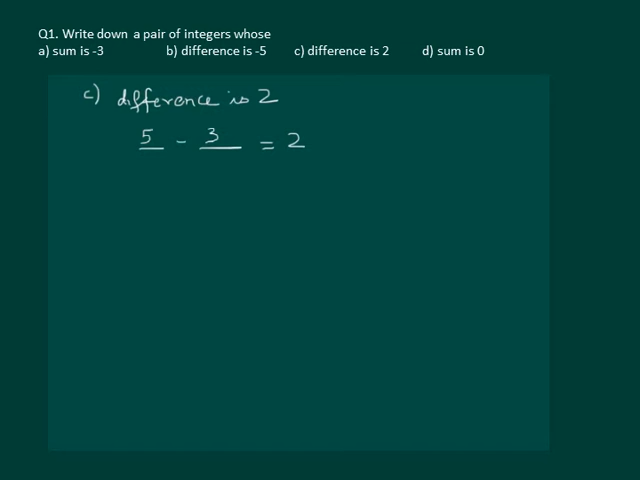 Q1. Write down a pair of integers whose
a) sum is -3 b) difference is -5 c) difference is 2 d) sum is 0
c) difference is 2
5 - 3 = 2